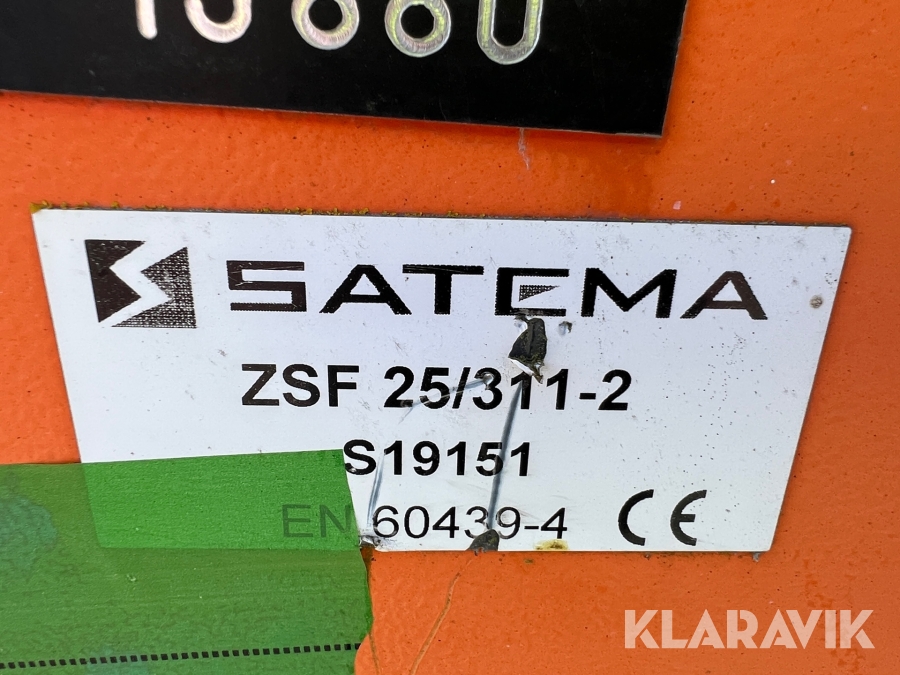 SATEMA
ZSF 25/311-2
S19151
EN 60439-4 CE
KLARAVIK